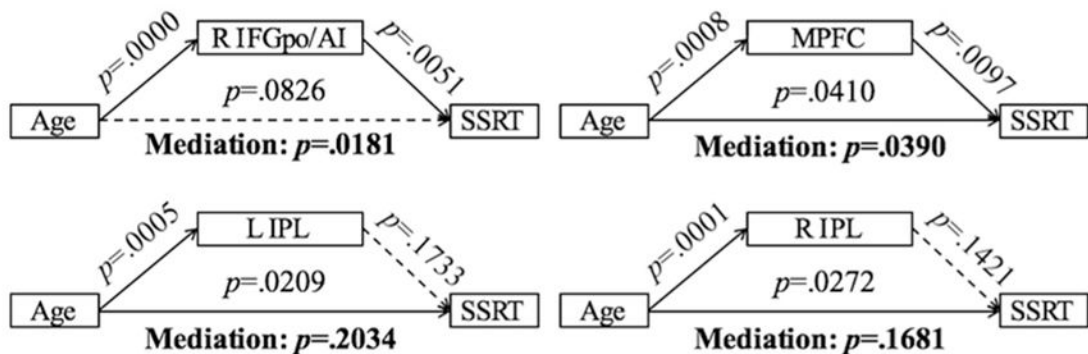 p=.0000
R IFGpo/AI
p=.0051
p=.0826
Age
SSRT
Mediation: p=.0181
p=.0008
MPFC
p=.0097
p=.0410
Age
SSRT
Mediation: p=.0390
p=.0005
L IPL
p=.1733
p=.0209
Age
SSRT
Mediation: p=.2034
p=.0001
R IPL
p=.1421
p=.0272
Age
SSRT
Mediation: p=.1681